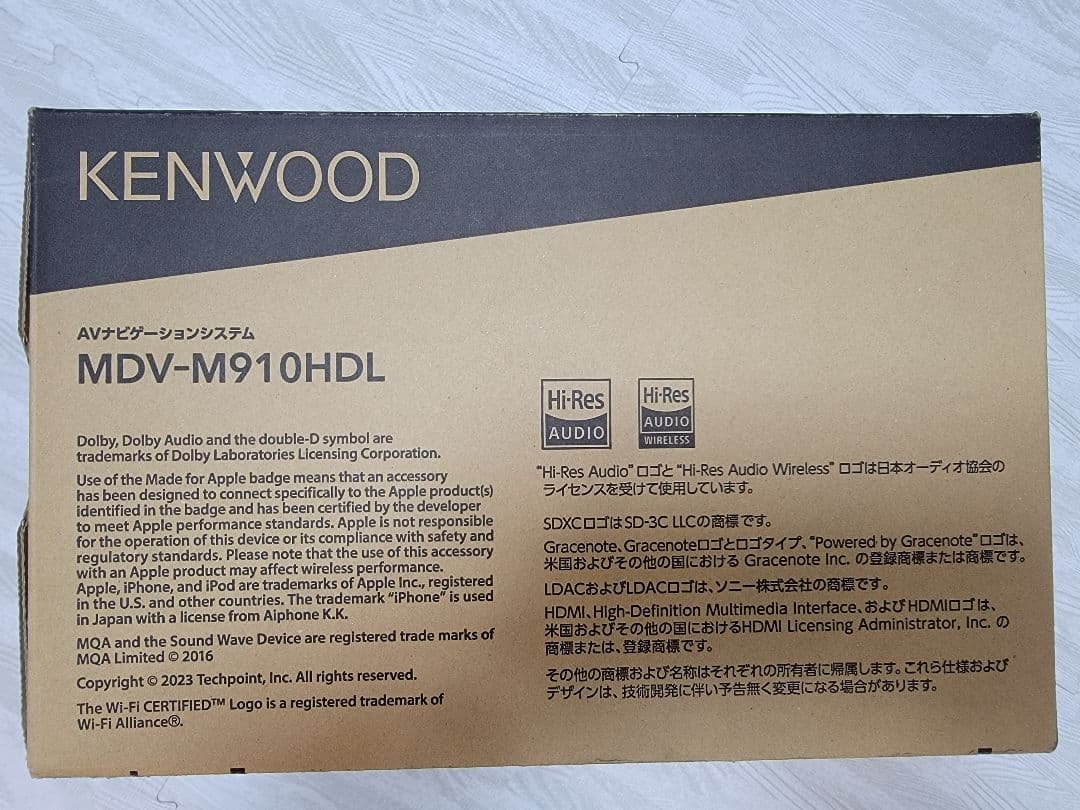 KENWOOD
AVナビゲーションシステム
MDV-M910HDL
Dolby, Dolby Audio and the double-D symbol are
trademarks of Dolby Laboratories Licensing Corporation.
Use of the Made for Apple badge means that an accessory
has been designed to connect specifically to the Apple product(s)
identified in the badge and has been certified by the developer
to meet Apple performance standards. Apple is not responsible
for the operation of this device or its compliance with safety and
regulatory standards. Please note that the use of this accessory
with an Apple product may affect wireless performance.
Apple, iPhone, and iPod are trademarks of Apple Inc., registered
in the U.S. and other countries. The trademark “iPhone” is used
in Japan with a license from Aiphone K.K.
MQA and the Sound Wave Device are registered trade marks of
MQA Limited © 2016
Copyright © 2023 Techpoint, Inc. All rights reserved.
The Wi-Fi CERTIFIED™ Logo is a registered trademark of
Wi-Fi Alliance®.
Hi-Res
AUDIO
Hi-Res
AUDIO
WIRELESS
“Hi-Res Audio”ロゴと“Hi-Res Audio Wireless”ロゴは日本オーディオ協会の
ライセンスを受けて使用しています。
SDXCロゴはSD-3C LLCの商標です。
Gracenote、Gracenoteロゴとロゴタイプ、“Powered by Gracenote”ロゴは、
米国およびその他の国における Gracenote Inc. の登録商標または商標です。
LDACおよびLDACロゴは、ソニー株式会社の商標です。
HDMI、High-Definition Multimedia Interface、およびHDMIロゴは、
米国およびその他の国におけるHDMI Licensing Administrator, Inc. の
商標または、登録商標です。
その他の商標および名称はそれぞれの所有者に帰属します。これら仕様および
デザインは、技術開発に伴い予告無く変更になる場合があります。